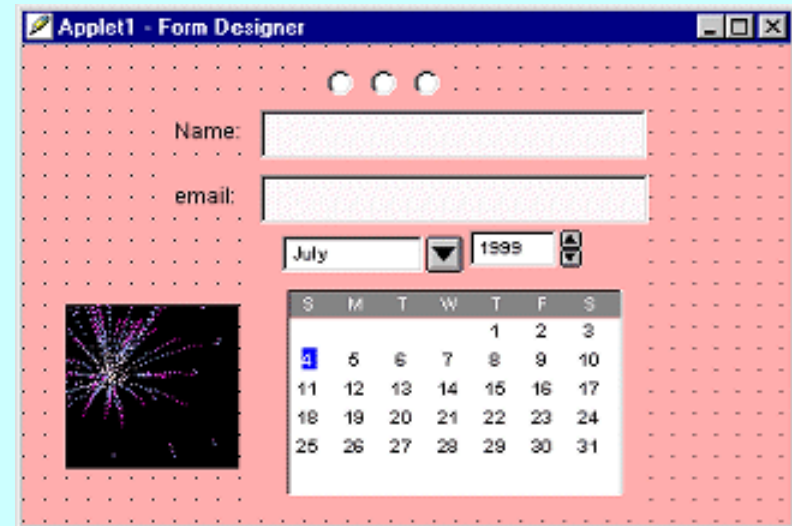 Applet1 - Form Designer
Name:
email:
July 1999
S M T W T F S
1 2 3
4 5 6 7 8 9 10
11 12 13 14 15 16 17
18 19 20 21 22 23 24
25 26 27 28 29 30 31